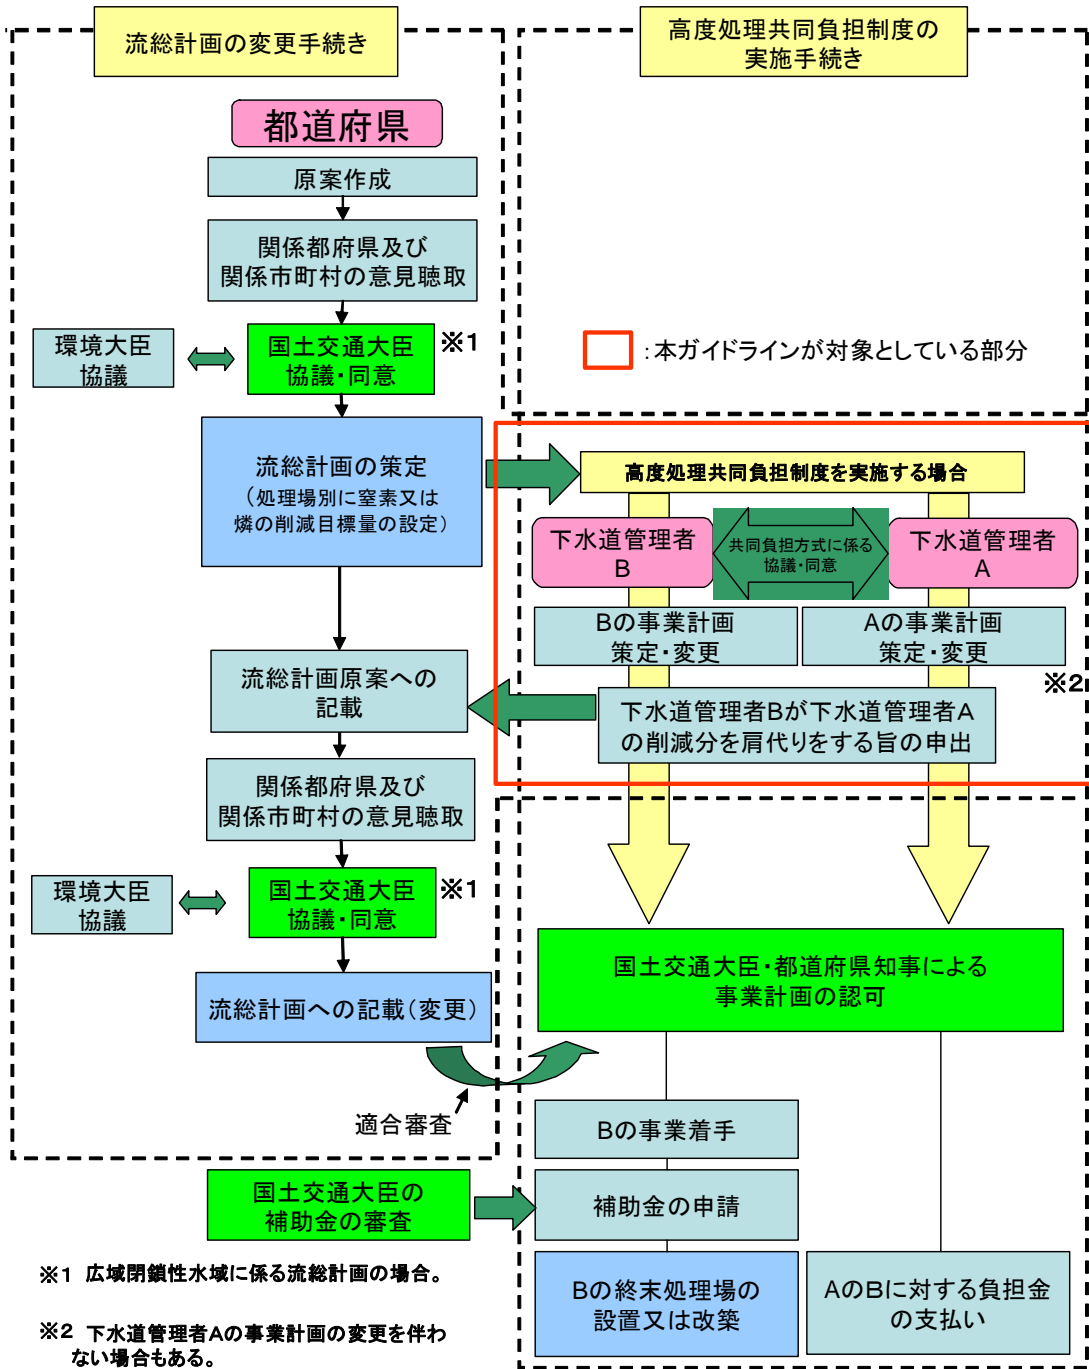 流総計画の変更手続き
都道府県
原案作成
関係都府県及び
関係市町村の意見聴取
環境大臣
協議
国土交通大臣
協議・同意
※1
流総計画の策定
（処理場別に窒素又は
燐の削減目標量の設定）
流総計画原案への
記載
関係都府県及び
関係市町村の意見聴取
環境大臣
協議
国土交通大臣
協議・同意
※1
流総計画への記載（変更）
適合審査
国土交通大臣の
補助金の審査
※1 広域閉鎖性水域に係る流総計画の場合。
※2 下水道管理者Aの事業計画の変更を伴わ
ない場合もある。
高度処理共同負担制度の
実施手続き
：本ガイドラインが対象としている部分
高度処理共同負担制度を実施する場合
下水道管理者
B
共同負担方式に係る
協議・同意
下水道管理者
A
Bの事業計画
策定・変更
Aの事業計画
策定・変更
※2
下水道管理者Bが下水道管理者A
の削減分を肩代りをする旨の申出
国土交通大臣・都道府県知事による
事業計画の認可
Bの事業着手
補助金の申請
Bの終末処理場の
設置又は改築
AのBに対する負担金
の支払い